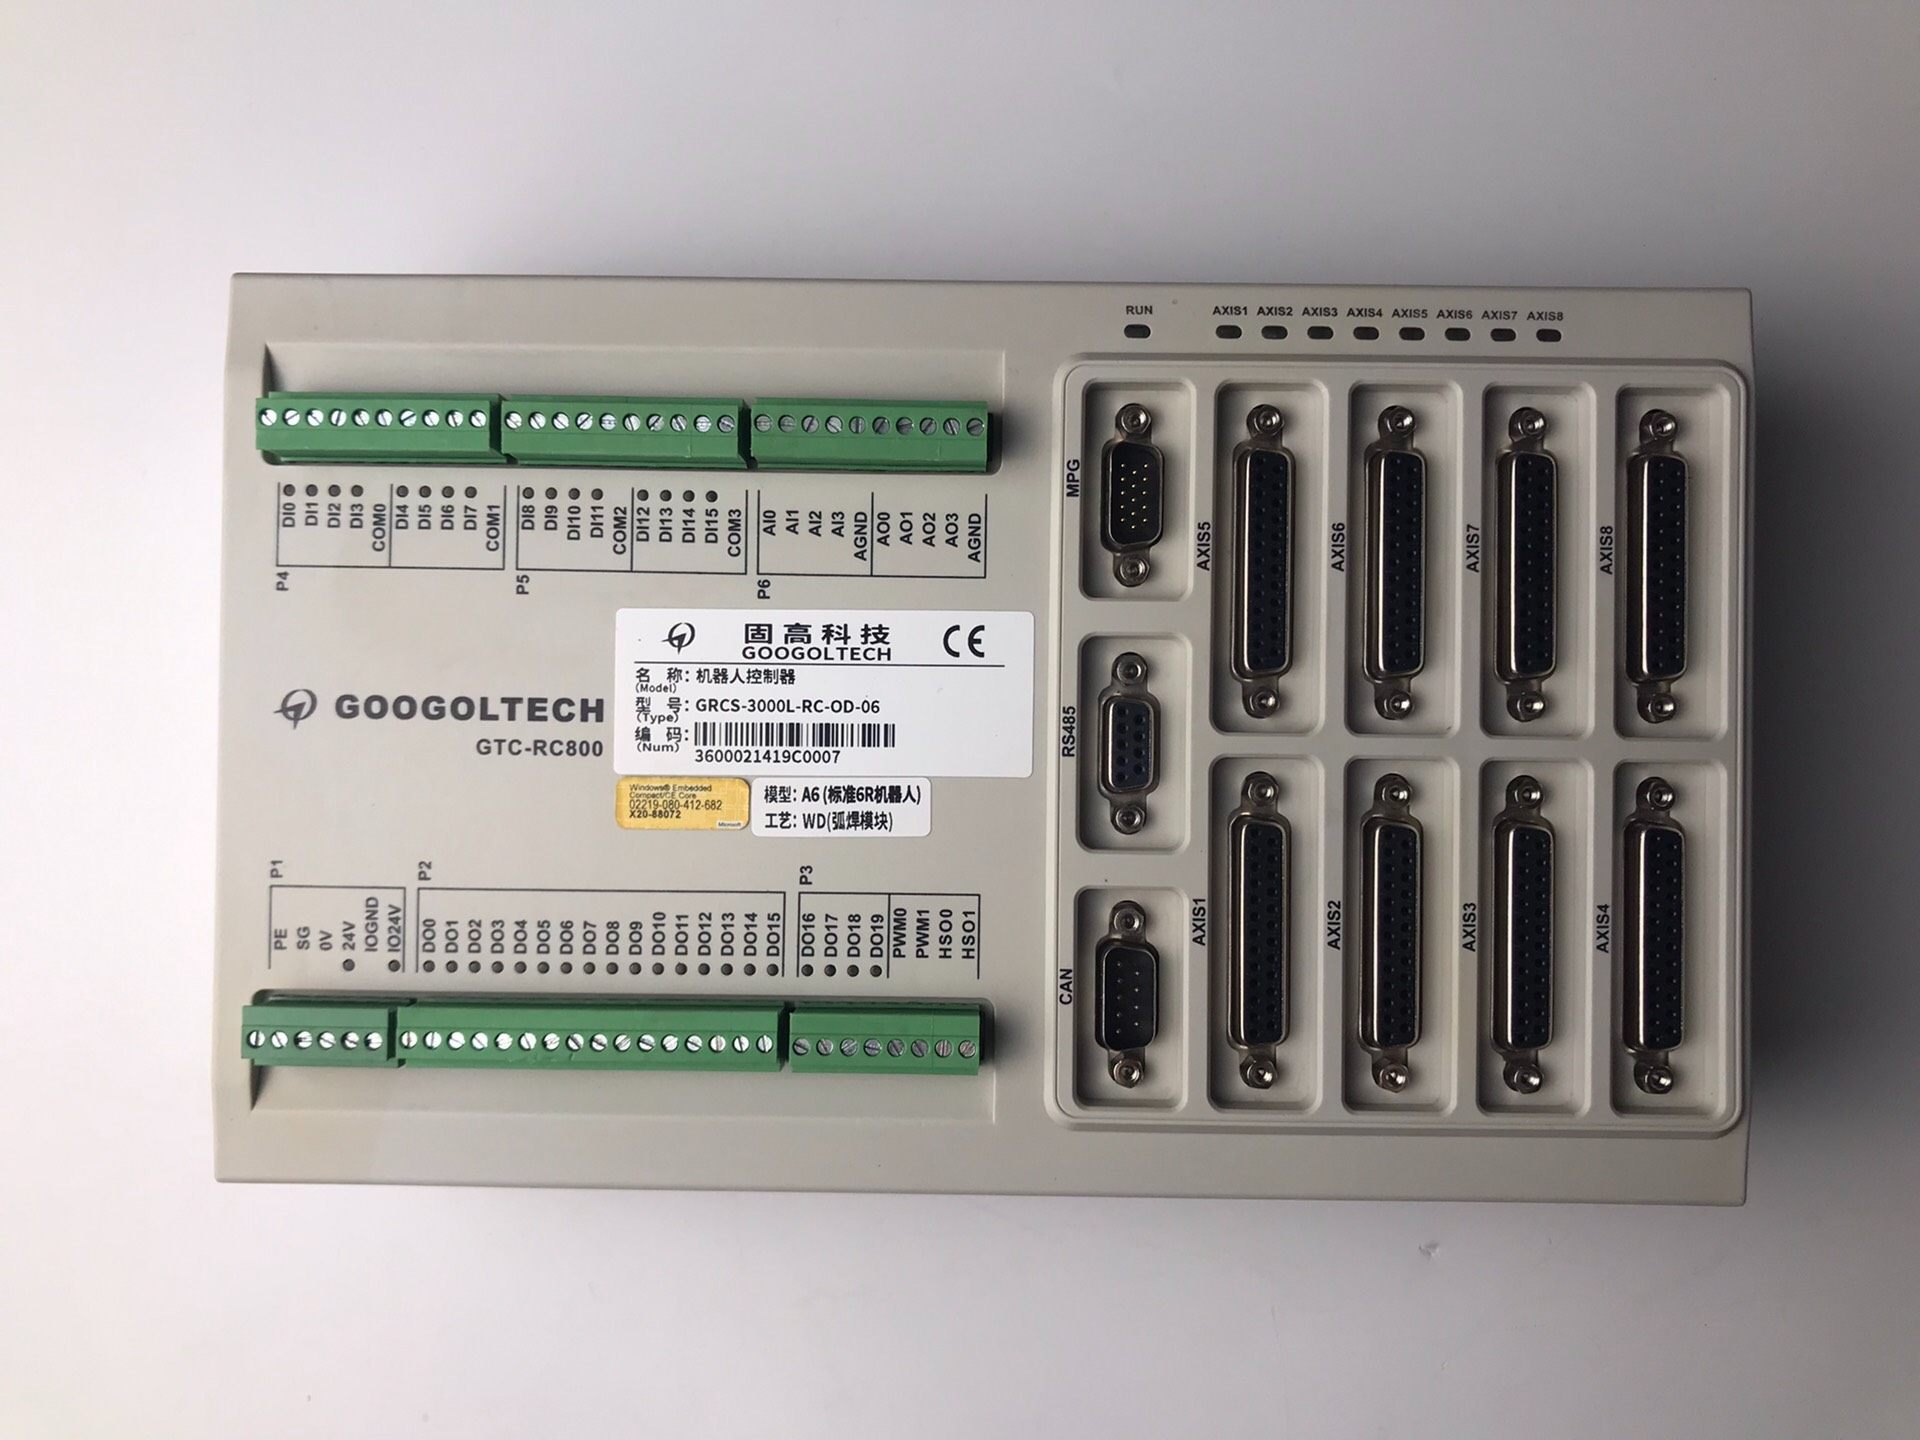 RUN AXIS1 AXIS2 AXIS3 AXIS4 AXIS5 AXIS6 AXIS7 AXIS8
DI0 DI1 DI2 DI3 COM0 DI4 DI5 DI6 DI7 COM1
P4
DI8 DI9 DI10 DI11 COM2 DI12 DI13 DI14 DI15 COM3
P5
AI0 AI1 AI2 AI3 AGND AO0 AO1 AO2 AO3 AGND
P6
MPG
AXIS5
AXIS6
AXIS7
AXIS8
固高科技
GOOGOLTECH
CE
名 称: 机器人控制器
(Model)
型 号: GRCS-3000L-RC-OD-06
(Type)
编 码:
(Num)
3600021419C0007
GOOGOLTECH
GTC-RC800
Windows® Embedded
Compact/CE Core
02219-080-412-682
X20-88072
Microsoft
模型: A6 (标准6R机器人)
工艺: WD(弧焊模块)
RS485
P1
PE SG 0V 24V IOGND IO24V
P2
DO0 DO1 DO2 DO3 DO4 DO5 DO6 DO7 DO8 DO9 DO10 DO11 DO12 DO13 DO14 DO15
P3
DO16 DO17 DO18 DO19 PWM0 PWM1 HSO0 HSO1
CAN
AXIS1
AXIS2
AXIS3
AXIS4